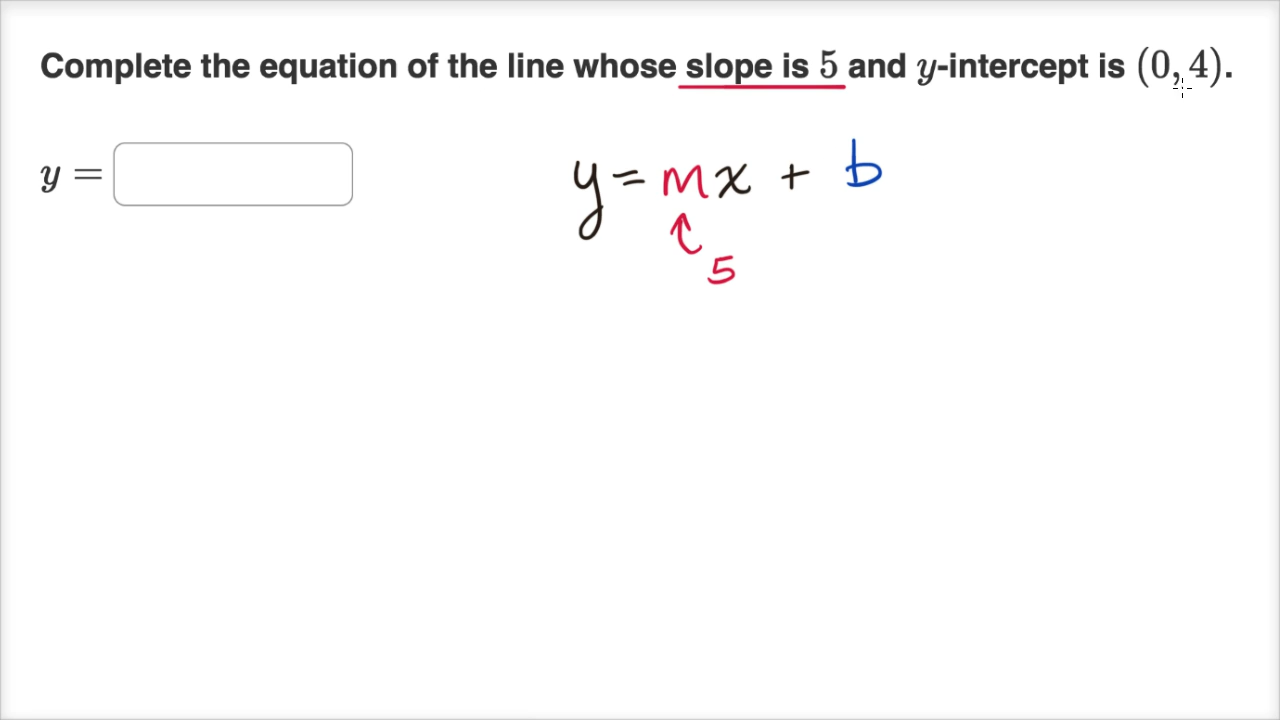 Complete the equation of the line whose slope is 5 and y-intercept is (0, 4).
y =
y = mx + b
5